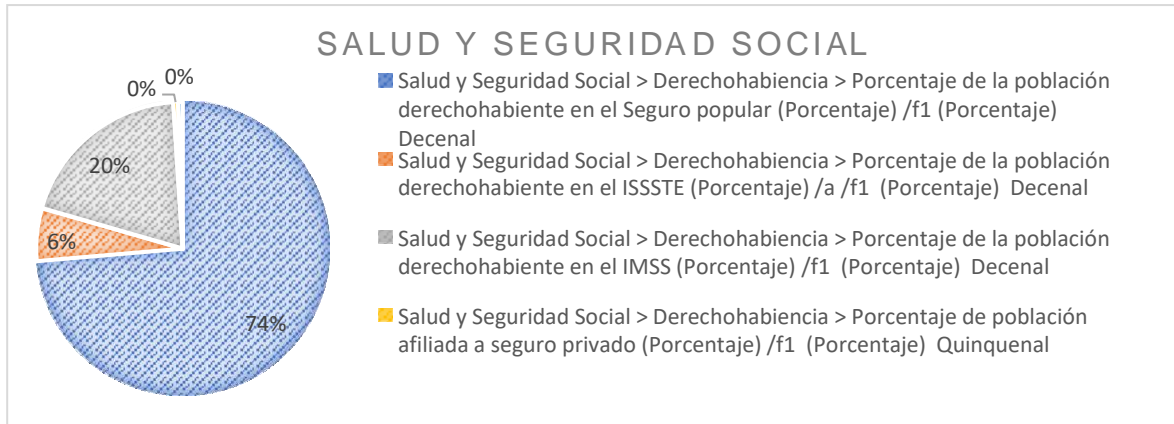 SALUD Y SEGURIDAD SOCIAL
0%
0%
20%
6%
74%
Salud y Seguridad Social > Derechohabiencia > Porcentaje de la población
derechohabiente en el Seguro popular (Porcentaje) /f1 (Porcentaje)
Decenal
Salud y Seguridad Social > Derechohabiencia > Porcentaje de la población
derechohabiente en el ISSSTE (Porcentaje) /a /f1 (Porcentaje) Decenal
Salud y Seguridad Social > Derechohabiencia > Porcentaje de la población
derechohabiente en el IMSS (Porcentaje) /f1 (Porcentaje) Decenal
Salud y Seguridad Social > Derechohabiencia > Porcentaje de población
afiliada a seguro privado (Porcentaje) /f1 (Porcentaje) Quinquenal